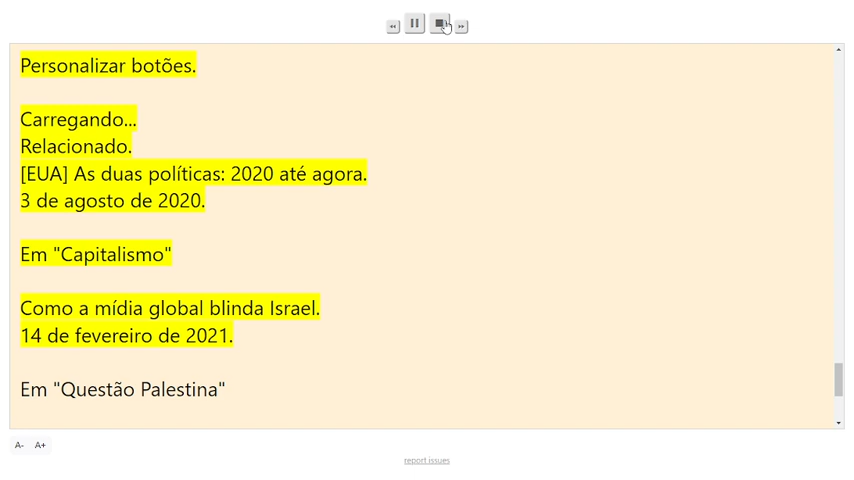 Personalizar botões.
Carregando...
Relacionado.
[EUA] As duas políticas: 2020 até agora.
3 de agosto de 2020.
Em "Capitalismo"
Como a mídia global blinda Israel.
14 de fevereiro de 2021.
Em "Questão Palestina"
A- A+
report issues